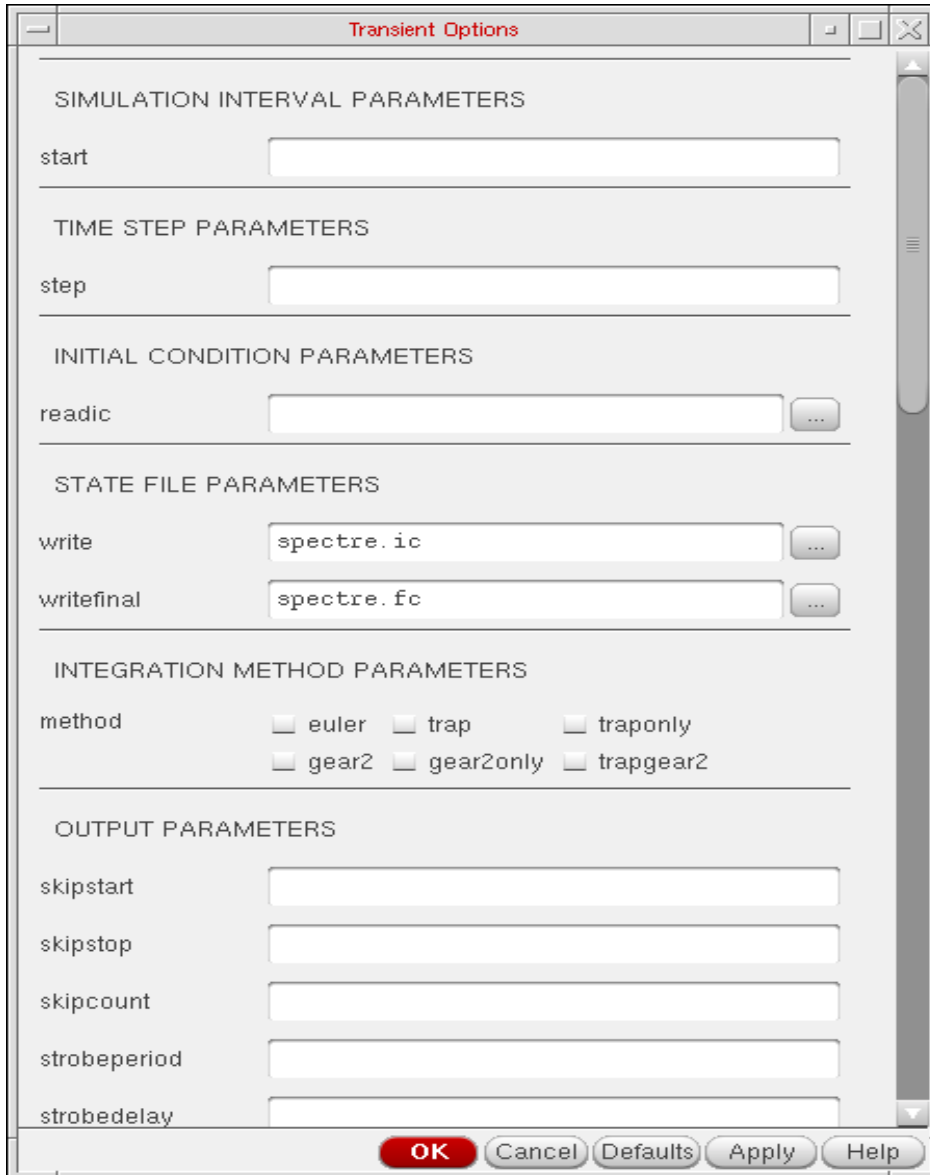 Transient Options
SIMULATION INTERVAL PARAMETERS
start
TIME STEP PARAMETERS
step
INITIAL CONDITION PARAMETERS
readic
...
STATE FILE PARAMETERS
write spectre.ic ...
writefinal spectre.fc ...
INTEGRATION METHOD PARAMETERS
method euler trap traponly
gear2 gear2only trapgear2
OUTPUT PARAMETERS
skipstart
skipstop
skipcount
strobeperiod
strobedelay
OK Cancel Defaults Apply Help